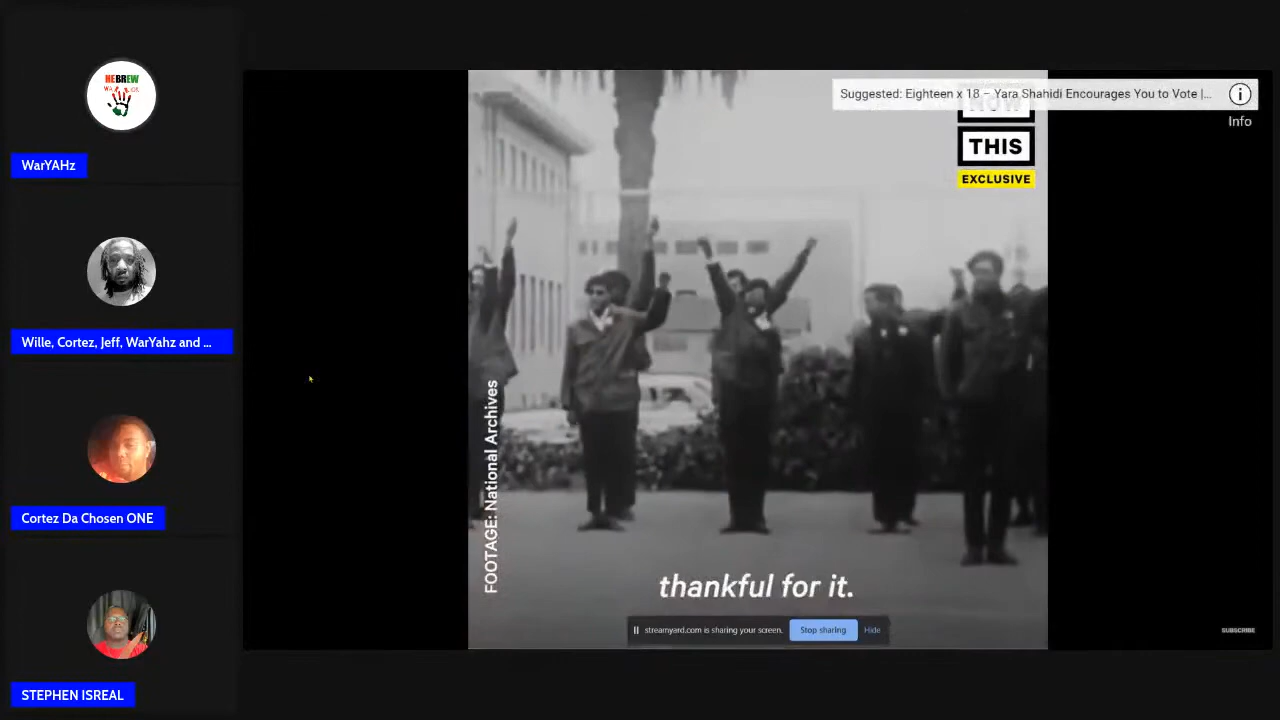 HEBREW
WarYAHz
Wille, Cortez, Jeff, WarYahz and ...
Cortez Da Chosen ONE
STEPHEN ISREAL
Suggested: Eighteen x 18 – Yara Shahidi Encourages You to Vote |...
Info
NOW
THIS
EXCLUSIVE
FOOTAGE: National Archives
thankful for it.
streamyard.com is sharing your screen.
Stop sharing
Hide
SUBSCRIBE